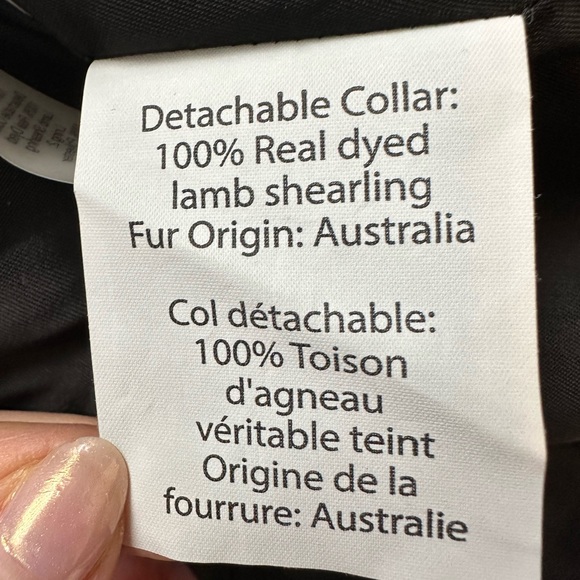 Detachable Collar:
100% Real dyed
lamb shearling
Fur Origin: Australia
Col détachable:
100% Toison
d'agneau
véritable teint
Origine de la
fourrure: Australie